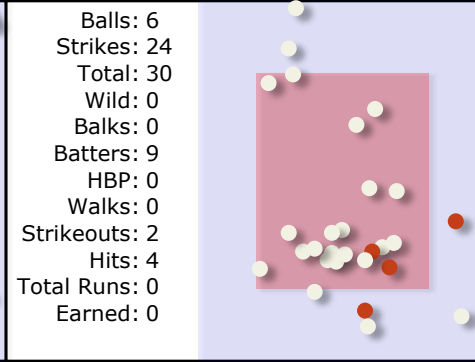 Balls: 6
Strikes: 24
Total: 30
Wild: 0
Balks: 0
Batters: 9
HBP: 0
Walks: 0
Strikeouts: 2
Hits: 4
Total Runs: 0
Earned: 0